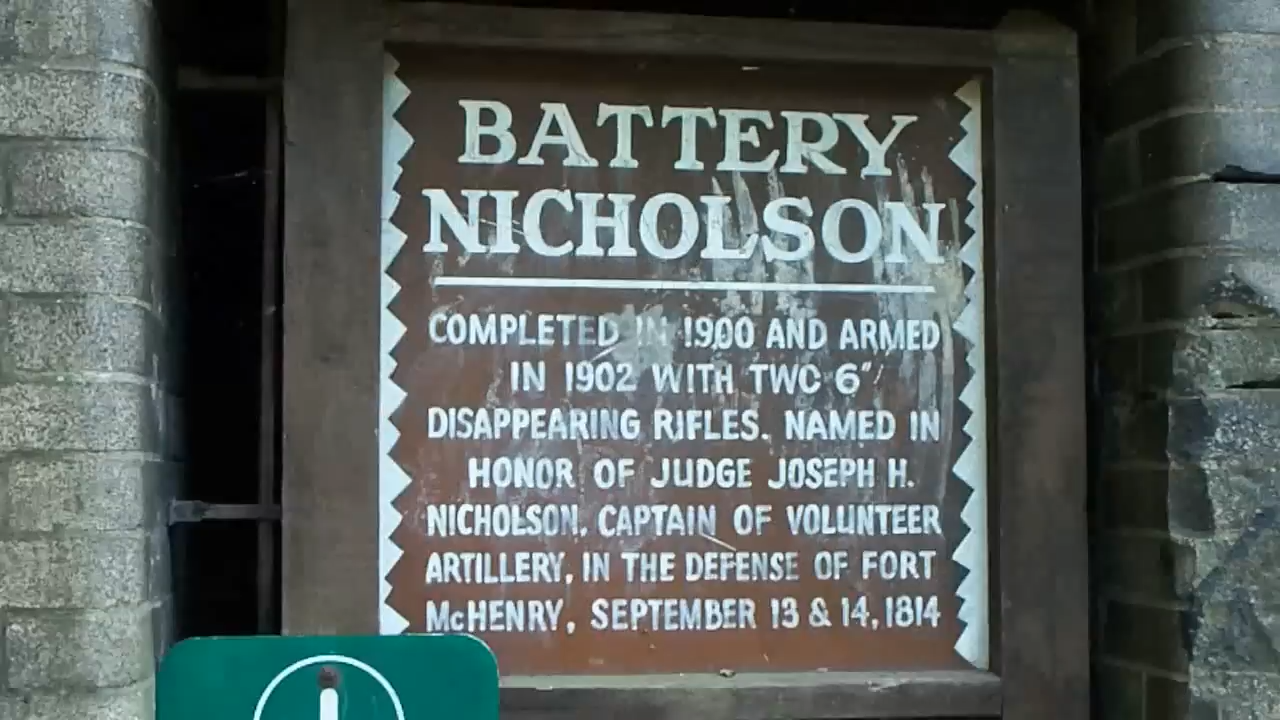 BATTERY
NICHOLSON
COMPLETED IN 1900 AND ARMED
IN 1902 WITH TWO 6"
DISAPPEARING RIFLES. NAMED IN
HONOR OF JUDGE JOSEPH H.
NICHOLSON, CAPTAIN OF VOLUNTEER
ARTILLERY, IN THE DEFENSE OF FORT
McHENRY, SEPTEMBER 13 & 14, 1814